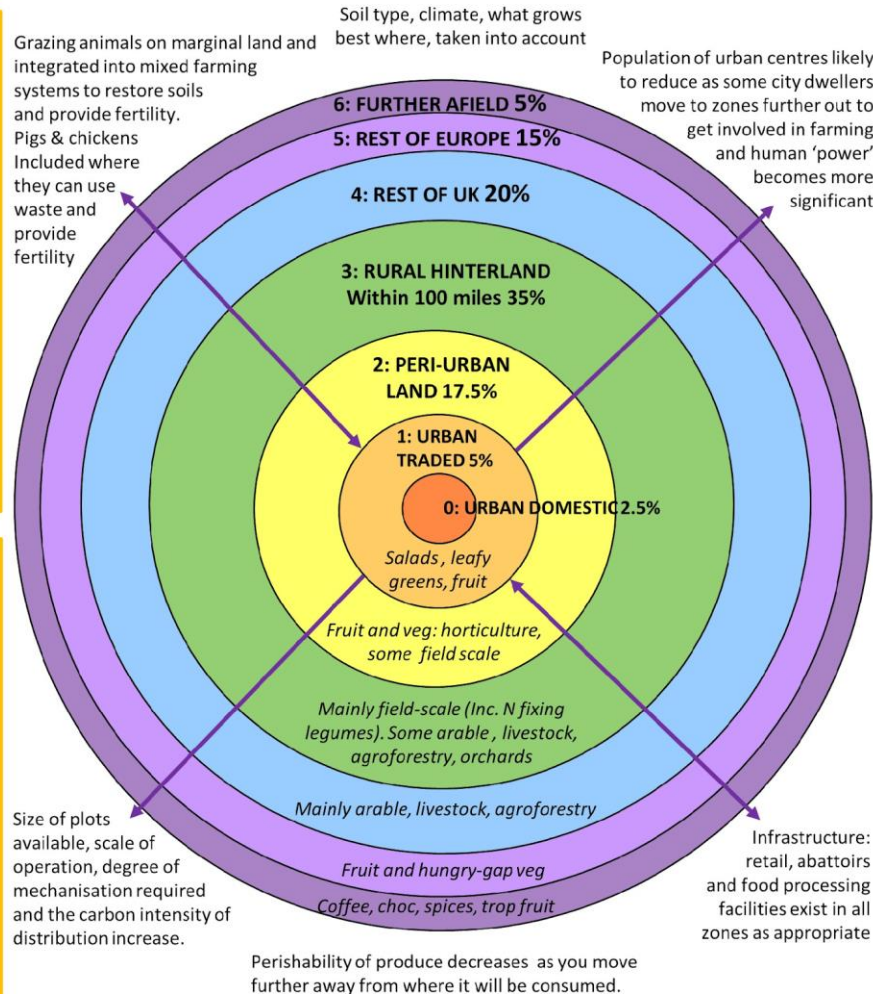 Soil type, climate, what grows
best where, taken into account
Grazing animals on marginal land and
integrated into mixed farming
systems to restore soils
and provide fertility.
Pigs & chickens
Included where
they can use
waste and
provide
fertility
Population of urban centres likely
to reduce as some city dwellers
move to zones further out to
get involved in farming
and human ‘power’
becomes more
significant
6: FURTHER AFIELD 5%
5: REST OF EUROPE 15%
4: REST OF UK 20%
3: RURAL HINTERLAND
Within 100 miles 35%
2: PERI-URBAN
LAND 17.5%
1: URBAN
TRADED 5%
0: URBAN DOMESTIC 2.5%
Salads , leafy
greens, fruit
Fruit and veg: horticulture,
some field scale
Mainly field-scale (Inc. N fixing
legumes). Some arable , livestock,
agroforestry, orchards
Mainly arable, livestock, agroforestry
Fruit and hungry-gap veg
Coffee, choc, spices, trop fruit
Size of plots
available, scale of
operation, degree of
mechanisation required
and the carbon intensity of
distribution increase.
Infrastructure:
retail, abattoirs
and food processing
facilities exist in all
zones as appropriate
Perishability of produce decreases as you move
further away from where it will be consumed.